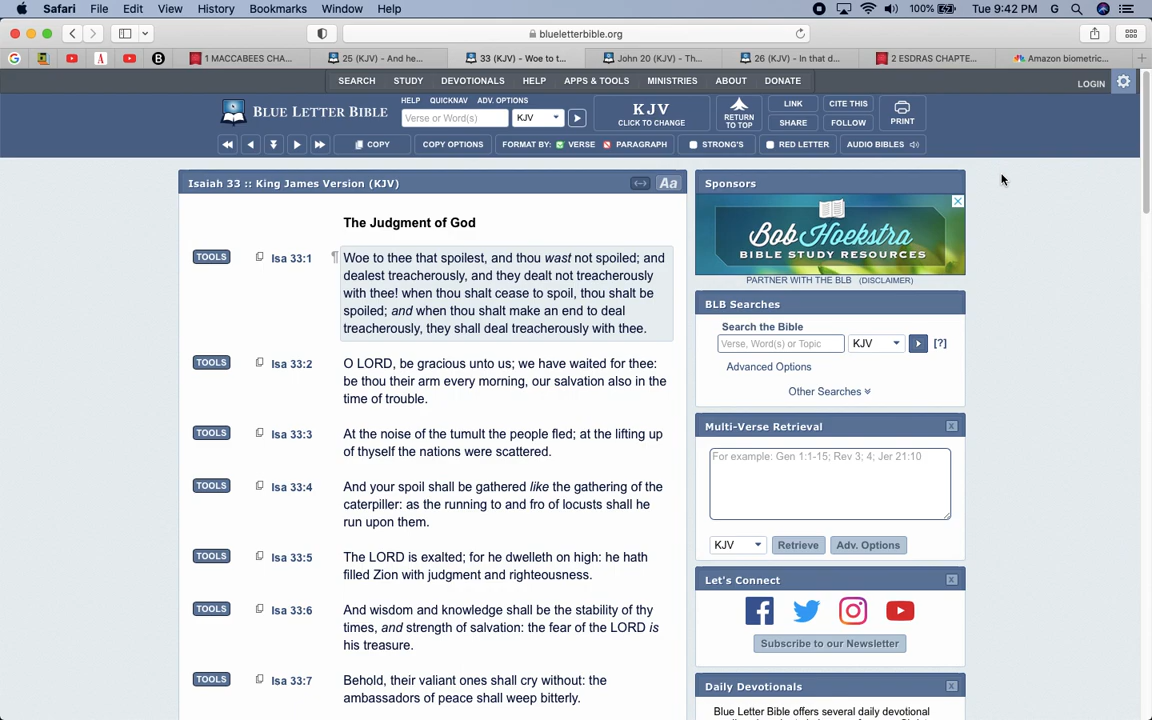 Safari File Edit View History Bookmarks Window Help 100% Tue 9:42 PM G
blueletterbible.org
G A B 1 MACCABEES CHA... 25 (KJV) - And he... 33 (KJV) - Woe to t... John 20 (KJV) - Th... 26 (KJV) - In that d... 2 ESDRAS CHAPTE... Amazon biometric...
SEARCH STUDY DEVOTIONALS HELP APPS & TOOLS MINISTRIES ABOUT DONATE LOGIN
BLUE LETTER BIBLE
HELP QUICKNAV ADV. OPTIONS
Verse or Word(s) KJV
KJV
CLICK TO CHANGE
RETURN
TO TOP
LINK CITE THIS
SHARE FOLLOW
PRINT
COPY COPY OPTIONS FORMAT BY: VERSE PARAGRAPH STRONG'S RED LETTER AUDIO BIBLES
Isaiah 33 :: King James Version (KJV) Aa
The Judgment of God
TOOLS Isa 33:1 ¶ Woe to thee that spoilest, and thou wast not spoiled; and
dealest treacherously, and they dealt not treacherously
with thee! when thou shalt cease to spoil, thou shalt be
spoiled; and when thou shalt make an end to deal
treacherously, they shall deal treacherously with thee.
TOOLS Isa 33:2 O LORD, be gracious unto us; we have waited for thee:
be thou their arm every morning, our salvation also in the
time of trouble.
TOOLS Isa 33:3 At the noise of the tumult the people fled; at the lifting up
of thyself the nations were scattered.
TOOLS Isa 33:4 And your spoil shall be gathered like the gathering of the
caterpiller: as the running to and fro of locusts shall he
run upon them.
TOOLS Isa 33:5 The LORD is exalted; for he dwelleth on high: he hath
filled Zion with judgment and righteousness.
TOOLS Isa 33:6 And wisdom and knowledge shall be the stability of thy
times, and strength of salvation: the fear of the LORD is
his treasure.
TOOLS Isa 33:7 Behold, their valiant ones shall cry without: the
ambassadors of peace shall weep bitterly.
Sponsors
Bob Hoekstra
BIBLE STUDY RESOURCES
PARTNER WITH THE BLB (DISCLAIMER)
BLB Searches
Search the Bible
Verse, Word(s) or Topic KJV [?]
Advanced Options
Other Searches
Multi-Verse Retrieval X
For example: Gen 1:1-15; Rev 3; 4; Jer 21:10
KJV Retrieve Adv. Options
Let's Connect X
Subscribe to our Newsletter
Daily Devotionals X
Blue Letter Bible offers several daily devotional